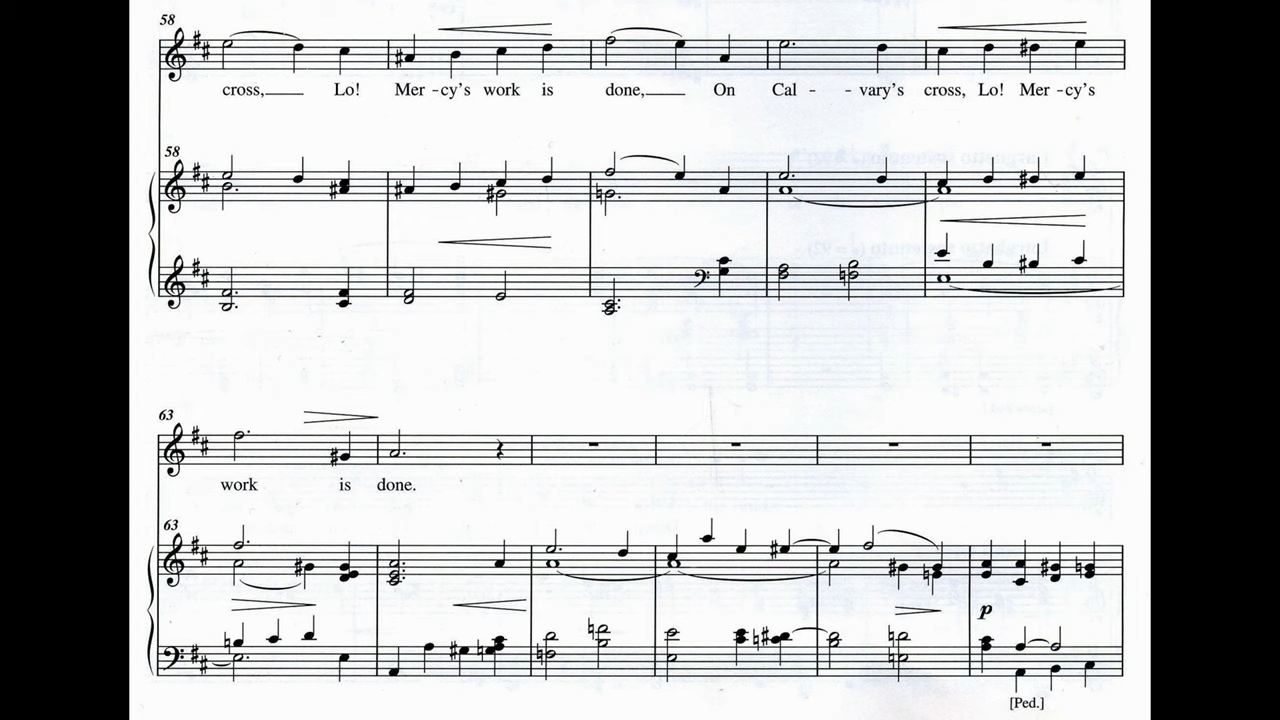 58
cross, Lo! Mer - cy's work is done, On Cal - - vary's cross, Lo! Mer - cy's
58
63
work is done.
63
p
[Ped.]